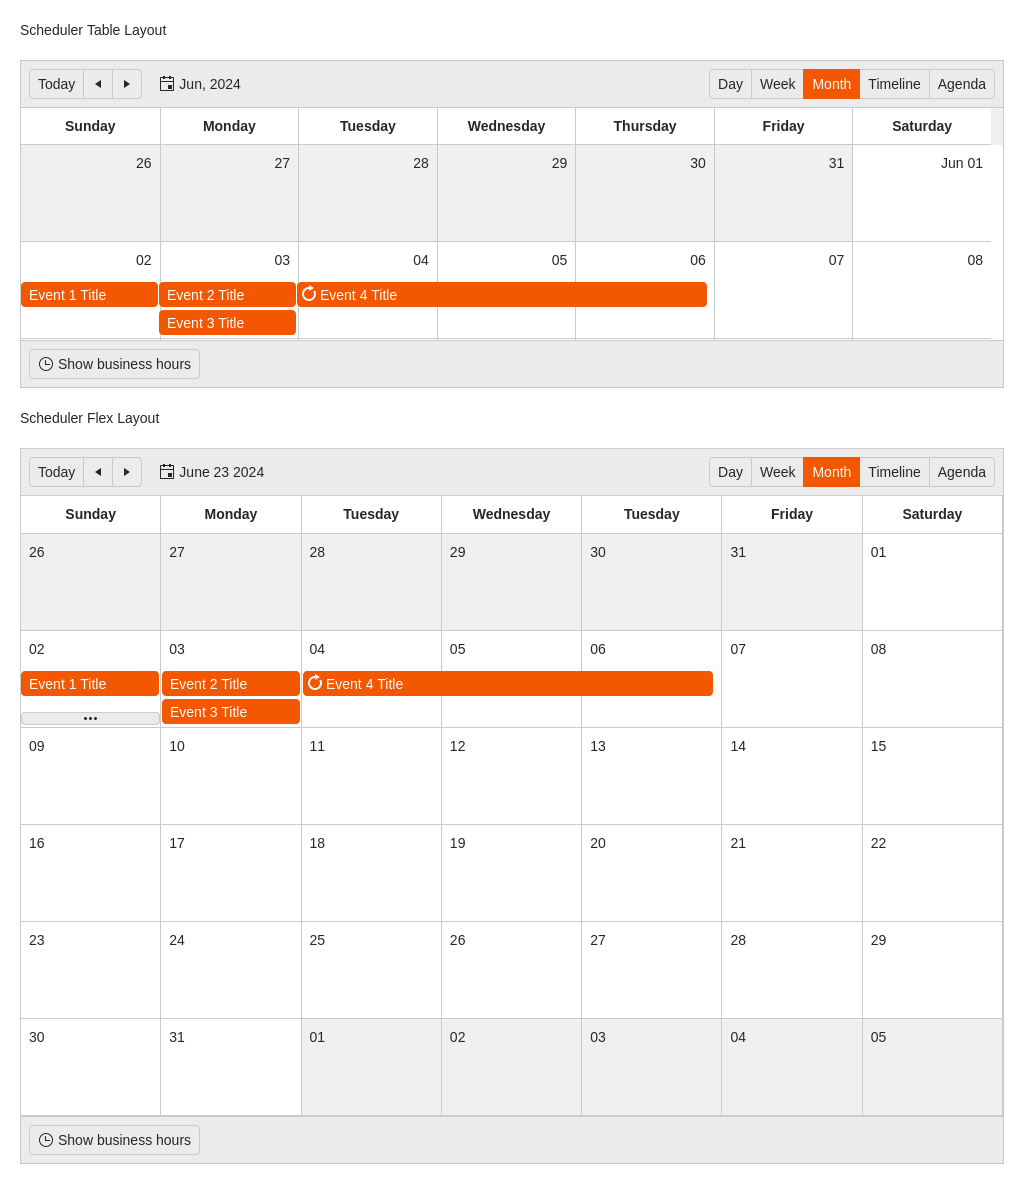 Scheduler Table Layout
Today Jun, 2024 Day Week Month Timeline Agenda
Sunday Monday Tuesday Wednesday Thursday Friday Saturday
26 27 28 29 30 31 Jun 01
02 03 04 05 06 07 08
Event 1 Title Event 2 Title Event 4 Title
Event 3 Title
Show business hours
Scheduler Flex Layout
Today June 23 2024 Day Week Month Timeline Agenda
Sunday Monday Tuesday Wednesday Tuesday Friday Saturday
26 27 28 29 30 31 01
02 03 04 05 06 07 08
Event 1 Title Event 2 Title Event 4 Title
Event 3 Title
09 10 11 12 13 14 15
16 17 18 19 20 21 22
23 24 25 26 27 28 29
30 31 01 02 03 04 05
Show business hours